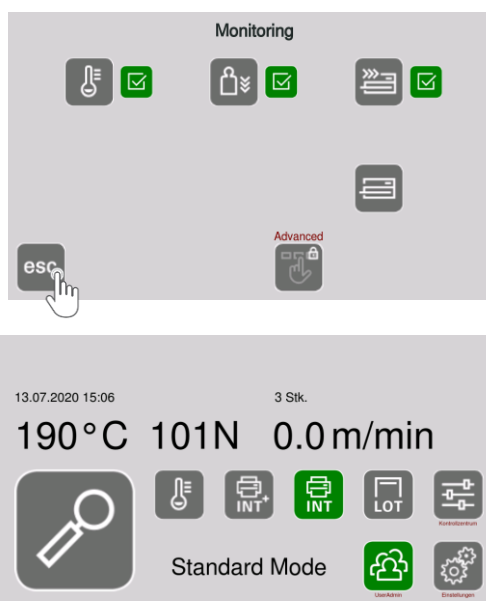 Monitoring
Advanced
esc
13.07.2020 15:06
3 Stk.
190°C 101N 0.0 m/min
INT+ INT LOT
Kontrollzentrum
Standard Mode
UserAdmin Einstellungen